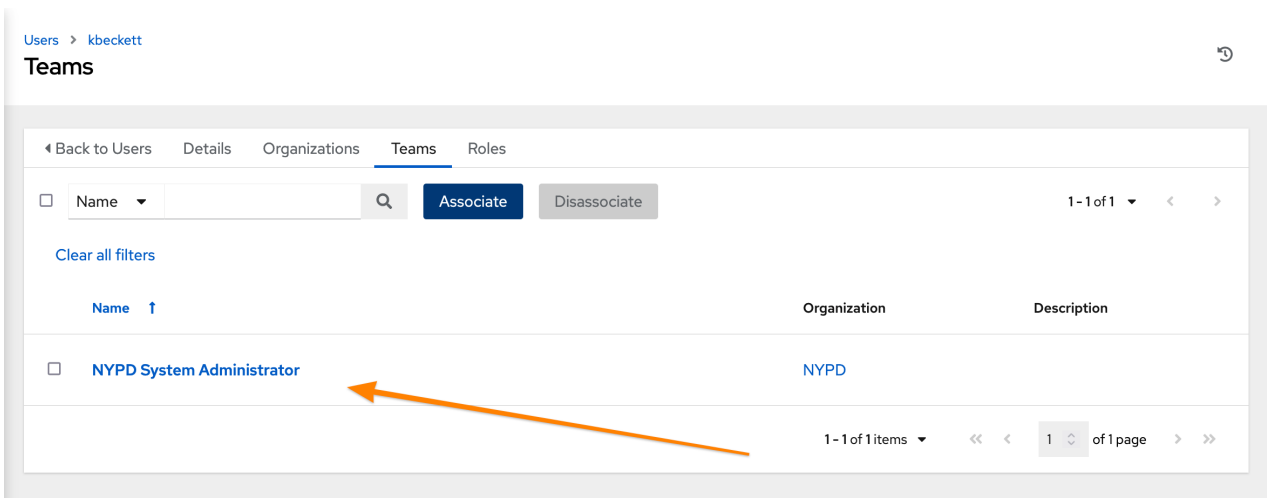 Users > kbeckett
Teams
Back to Users Details Organizations Teams Roles
Name Associate Disassociate 1 - 1 of 1
Clear all filters
Name Organization Description
NYPD System Administrator NYPD
1 - 1 of 1 items 1 of 1 page